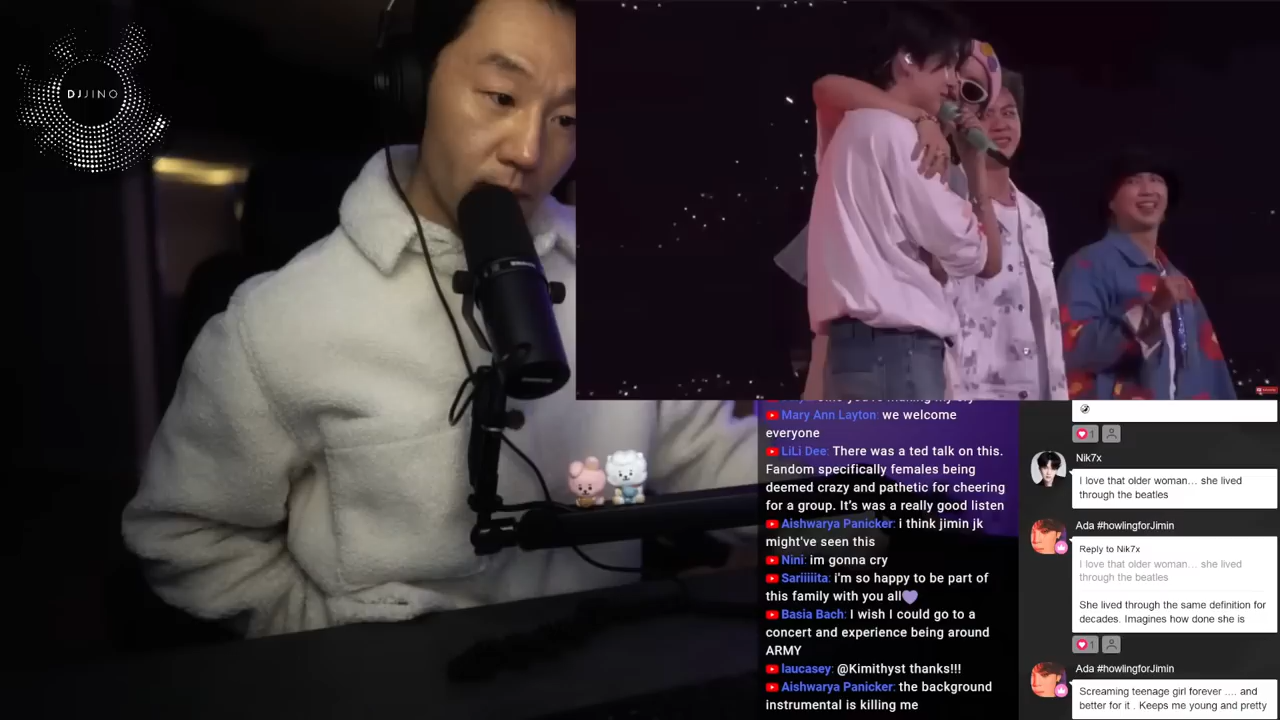 DJJINO
Mary Ann Layton: we welcome
everyone
LiLi Dee: There was a ted talk on this.
Fandom specifically females being
deemed crazy and pathetic for cheering
for a group. It's was a really good listen
Aishwarya Panicker: i think jimin jk
might've seen this
Nini: im gonna cry
Sariiiiita: i'm so happy to be part of
this family with you all💜
Basia Bach: I wish I could go to a
concert and experience being around
ARMY
laucasey: @Kimithyst thanks!!!
Aishwarya Panicker: the background
instrumental is killing me
1
Nik7x
I love that older woman… she lived
through the beatles
Ada #howlingforJimin
Reply to Nik7x
I love that older woman… she lived
through the beatles
She lived through the same definition for
decades. Imagines how done she is
1
Ada #howlingforJimin
Screaming teenage girl forever .... and
better for it . Keeps me young and pretty